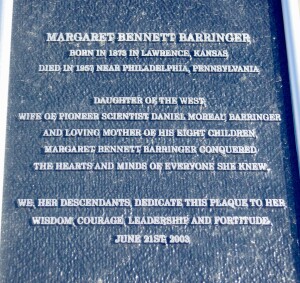 MARGARET BENNETT BARRINGER
BORN IN 1873 IN LAWRENCE, KANSAS
DIED IN 1957 NEAR PHILADELPHIA, PENNSYLVANIA
DAUGHTER OF THE WEST,
WIFE OF PIONEER SCIENTIST DANIEL MOREAU BARRINGER
AND LOVING MOTHER OF HIS EIGHT CHILDREN,
MARGARET BENNETT BARRINGER CONQUERED
THE HEARTS AND MINDS OF EVERYONE SHE KNEW.
WE, HER DESCENDANTS, DEDICATE THIS PLAQUE TO HER
WISDOM, COURAGE, LEADERSHIP AND FORTITUDE.
JUNE 21ST, 2003